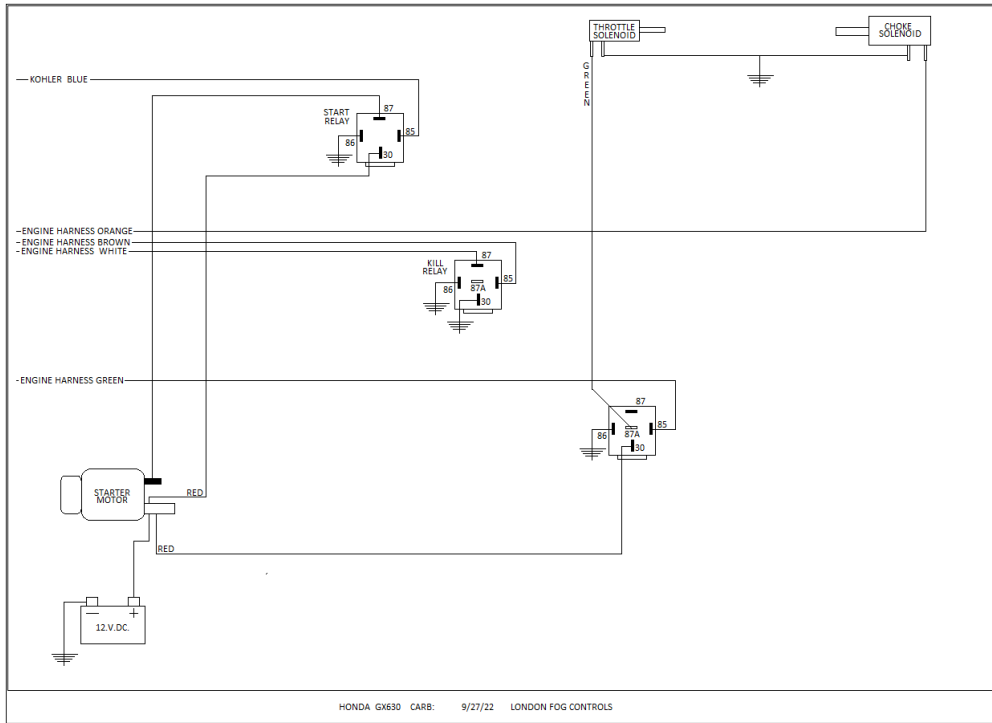 THROTTLE
SOLENOID
CHOKE
SOLENOID
GREEN
KOHLER BLUE
START
RELAY
87
85
86
30
ENGINE HARNESS ORANGE
ENGINE HARNESS BROWN
ENGINE HARNESS WHITE
KILL
RELAY
87
85
86
87A
30
ENGINE HARNESS GREEN
87
85
86
87A
30
STARTER
MOTOR
RED
RED
12.V.DC.
HONDA GX630 CARB: 9/27/22 LONDON FOG CONTROLS